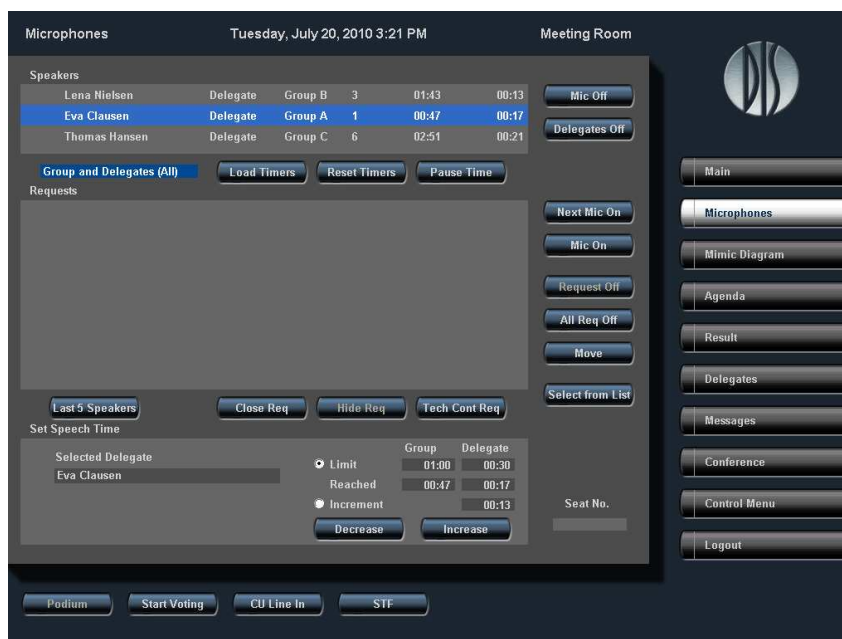 Microphones Tuesday, July 20, 2010 3:21 PM Meeting Room
DIS
Speakers
Lena Nielsen Delegate Group B 3 01:43 00:13 Mic Off
Eva Clausen Delegate Group A 1 00:47 00:17
Thomas Hansen Delegate Group C 6 02:51 00:21 Delegates Off
Group and Delegates (All) Load Timers Reset Timers Pause Time
Requests
Next Mic On
Mic On
Request Off
All Req Off
Move
Select from List
Last 5 Speakers Close Req Hide Req Tech Cont Req
Set Speech Time
Group Delegate
Selected Delegate Limit 01:00 00:30
Eva Clausen Reached 00:47 00:17
Increment 00:13 Seat No.
Decrease Increase
Main
Microphones
Mimic Diagram
Agenda
Result
Delegates
Messages
Conference
Control Menu
Logout
Podium Start Voting CU Line In STF